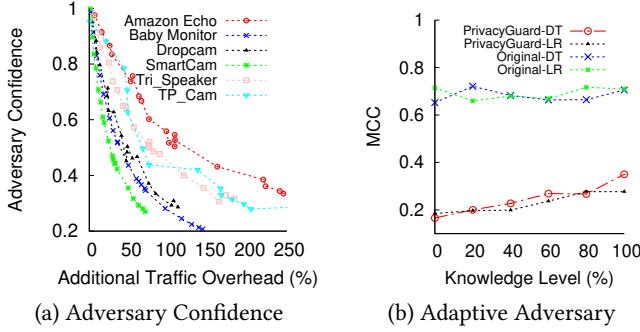 1
0.8
0.6
0.4
0.2
0
50
100
150
200
250
Adversary Confidence
Additional Traffic Overhead (%)
Amazon Echo
Baby Monitor
Dropcam
SmartCam
Tri_Speaker
TP_Cam
(a) Adversary Confidence
1
0.8
0.6
0.4
0.2
0
20
40
60
80
100
MCC
Knowledge Level (%)
PrivacyGuard-DT
PrivacyGuard-LR
Original-DT
Original-LR
(b) Adaptive Adversary